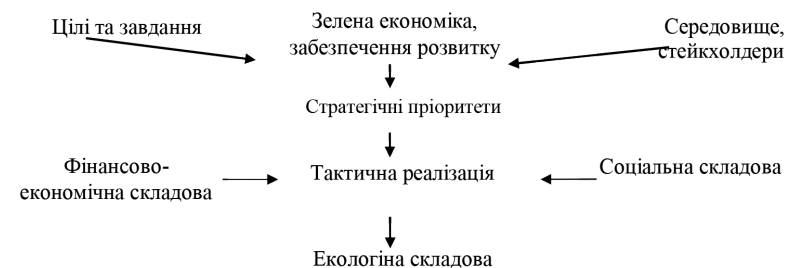 Цілі та завдання
Зелена економіка,
забезпечення розвитку
Середовище,
стейкхолдери
Стратегічні пріоритети
Фінансово-
економічна складова
Тактична реалізація
Соціальна складова
Екологіна складова